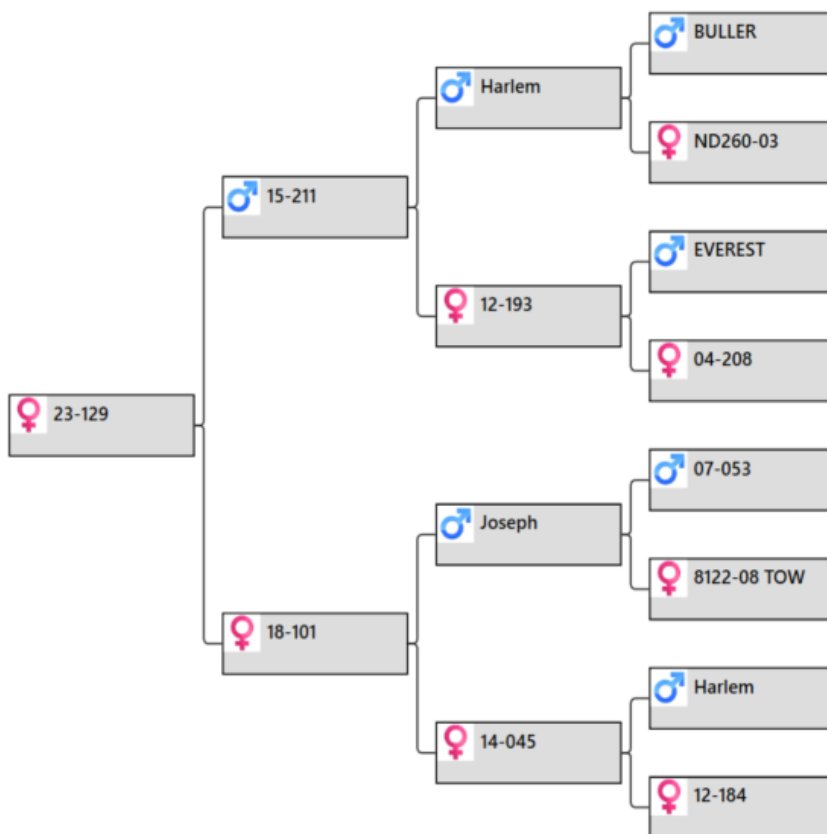 BULLER
Harlem
ND260-03
15-211
EVEREST
12-193
04-208
23-129
07-053
Joseph
8122-08 TOW
18-101
Harlem
14-045
12-184